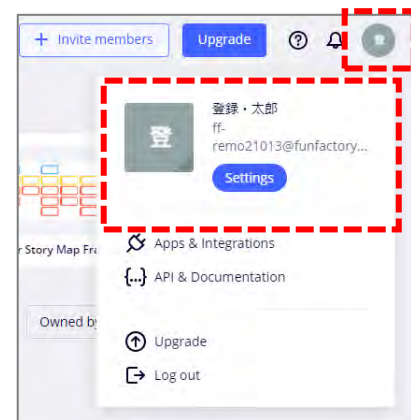 + Invite members
Upgrade
登
登
登録・太郎
ff-
remo21013@funfactory...
Settings
r Story Map Fra
Apps & Integrations
{...} API & Documentation
Owned by
Upgrade
Log out